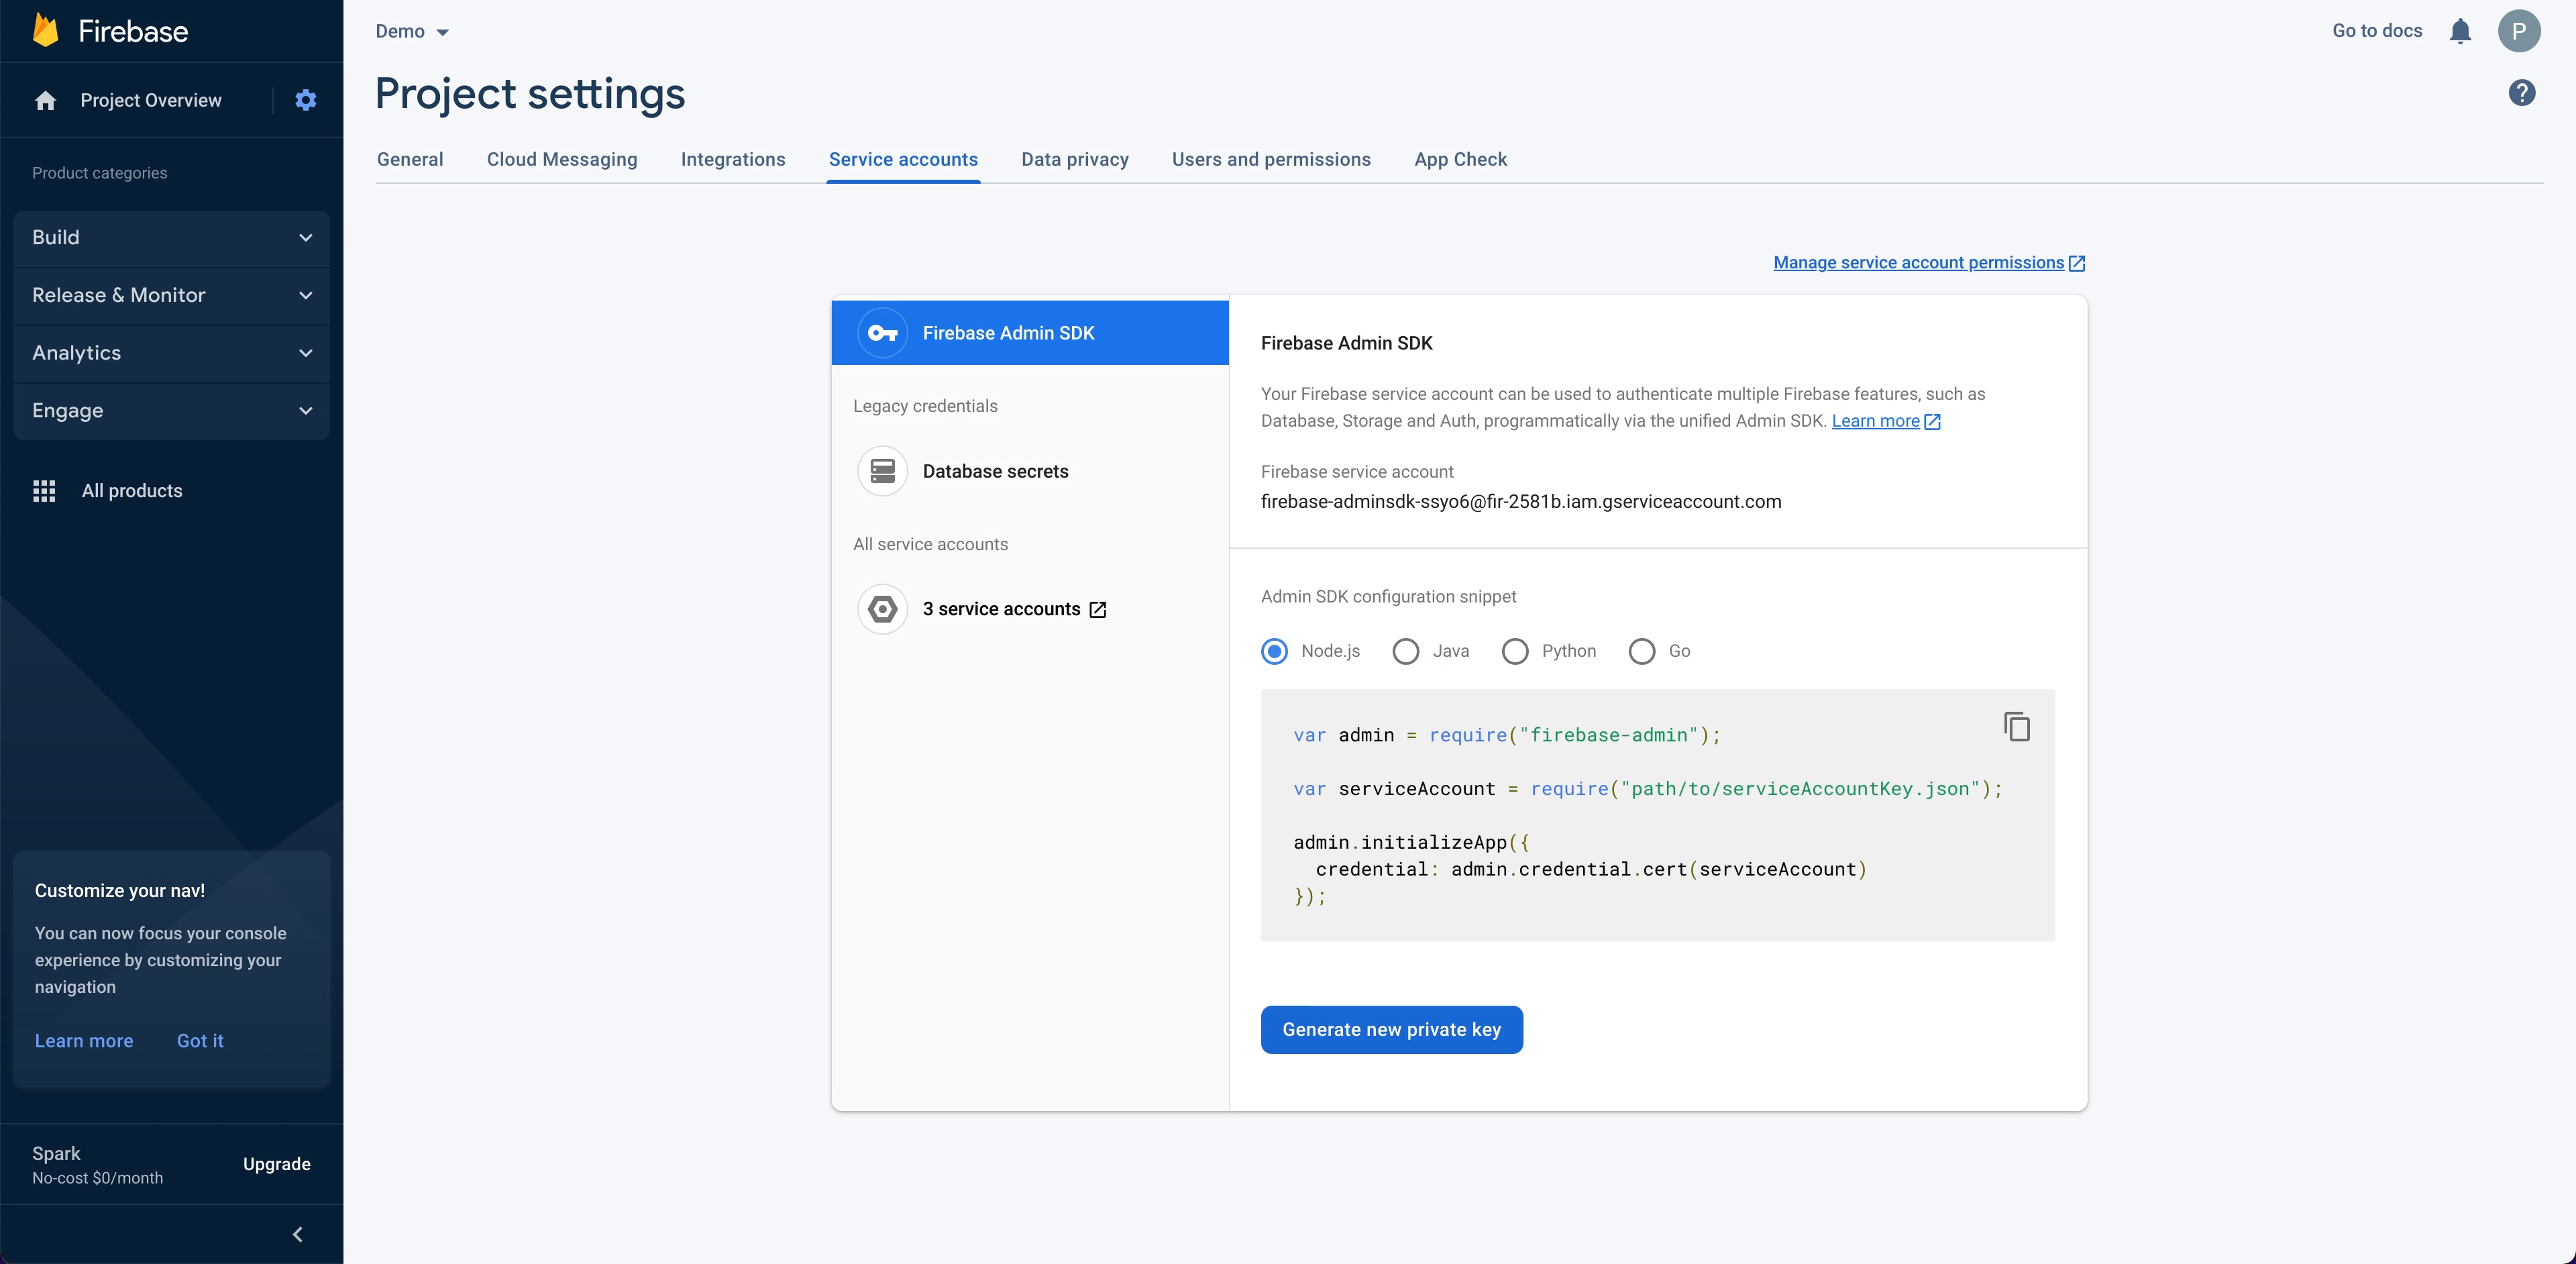 Firebase
Project Overview
Product categories
Build
Release & Monitor
Analytics
Engage
All products
Customize your nav!
You can now focus your console
experience by customizing your
navigation
Learn more Got it
Spark
No-cost $0/month
Upgrade
Demo
Go to docs
P
Project settings
?
General Cloud Messaging Integrations Service accounts Data privacy Users and permissions App Check
Manage service account permissions
Firebase Admin SDK
Legacy credentials
Database secrets
All service accounts
3 service accounts
Firebase Admin SDK
Your Firebase service account can be used to authenticate multiple Firebase features, such as
Database, Storage and Auth, programmatically via the unified Admin SDK. Learn more
Firebase service account
firebase-adminsdk-ssyo6@fir-2581b.iam.gserviceaccount.com
Admin SDK configuration snippet
Node.js Java Python Go
var admin = require("firebase-admin");
var serviceAccount = require("path/to/serviceAccountKey.json");
admin.initializeApp({
  credential: admin.credential.cert(serviceAccount)
});
Generate new private key